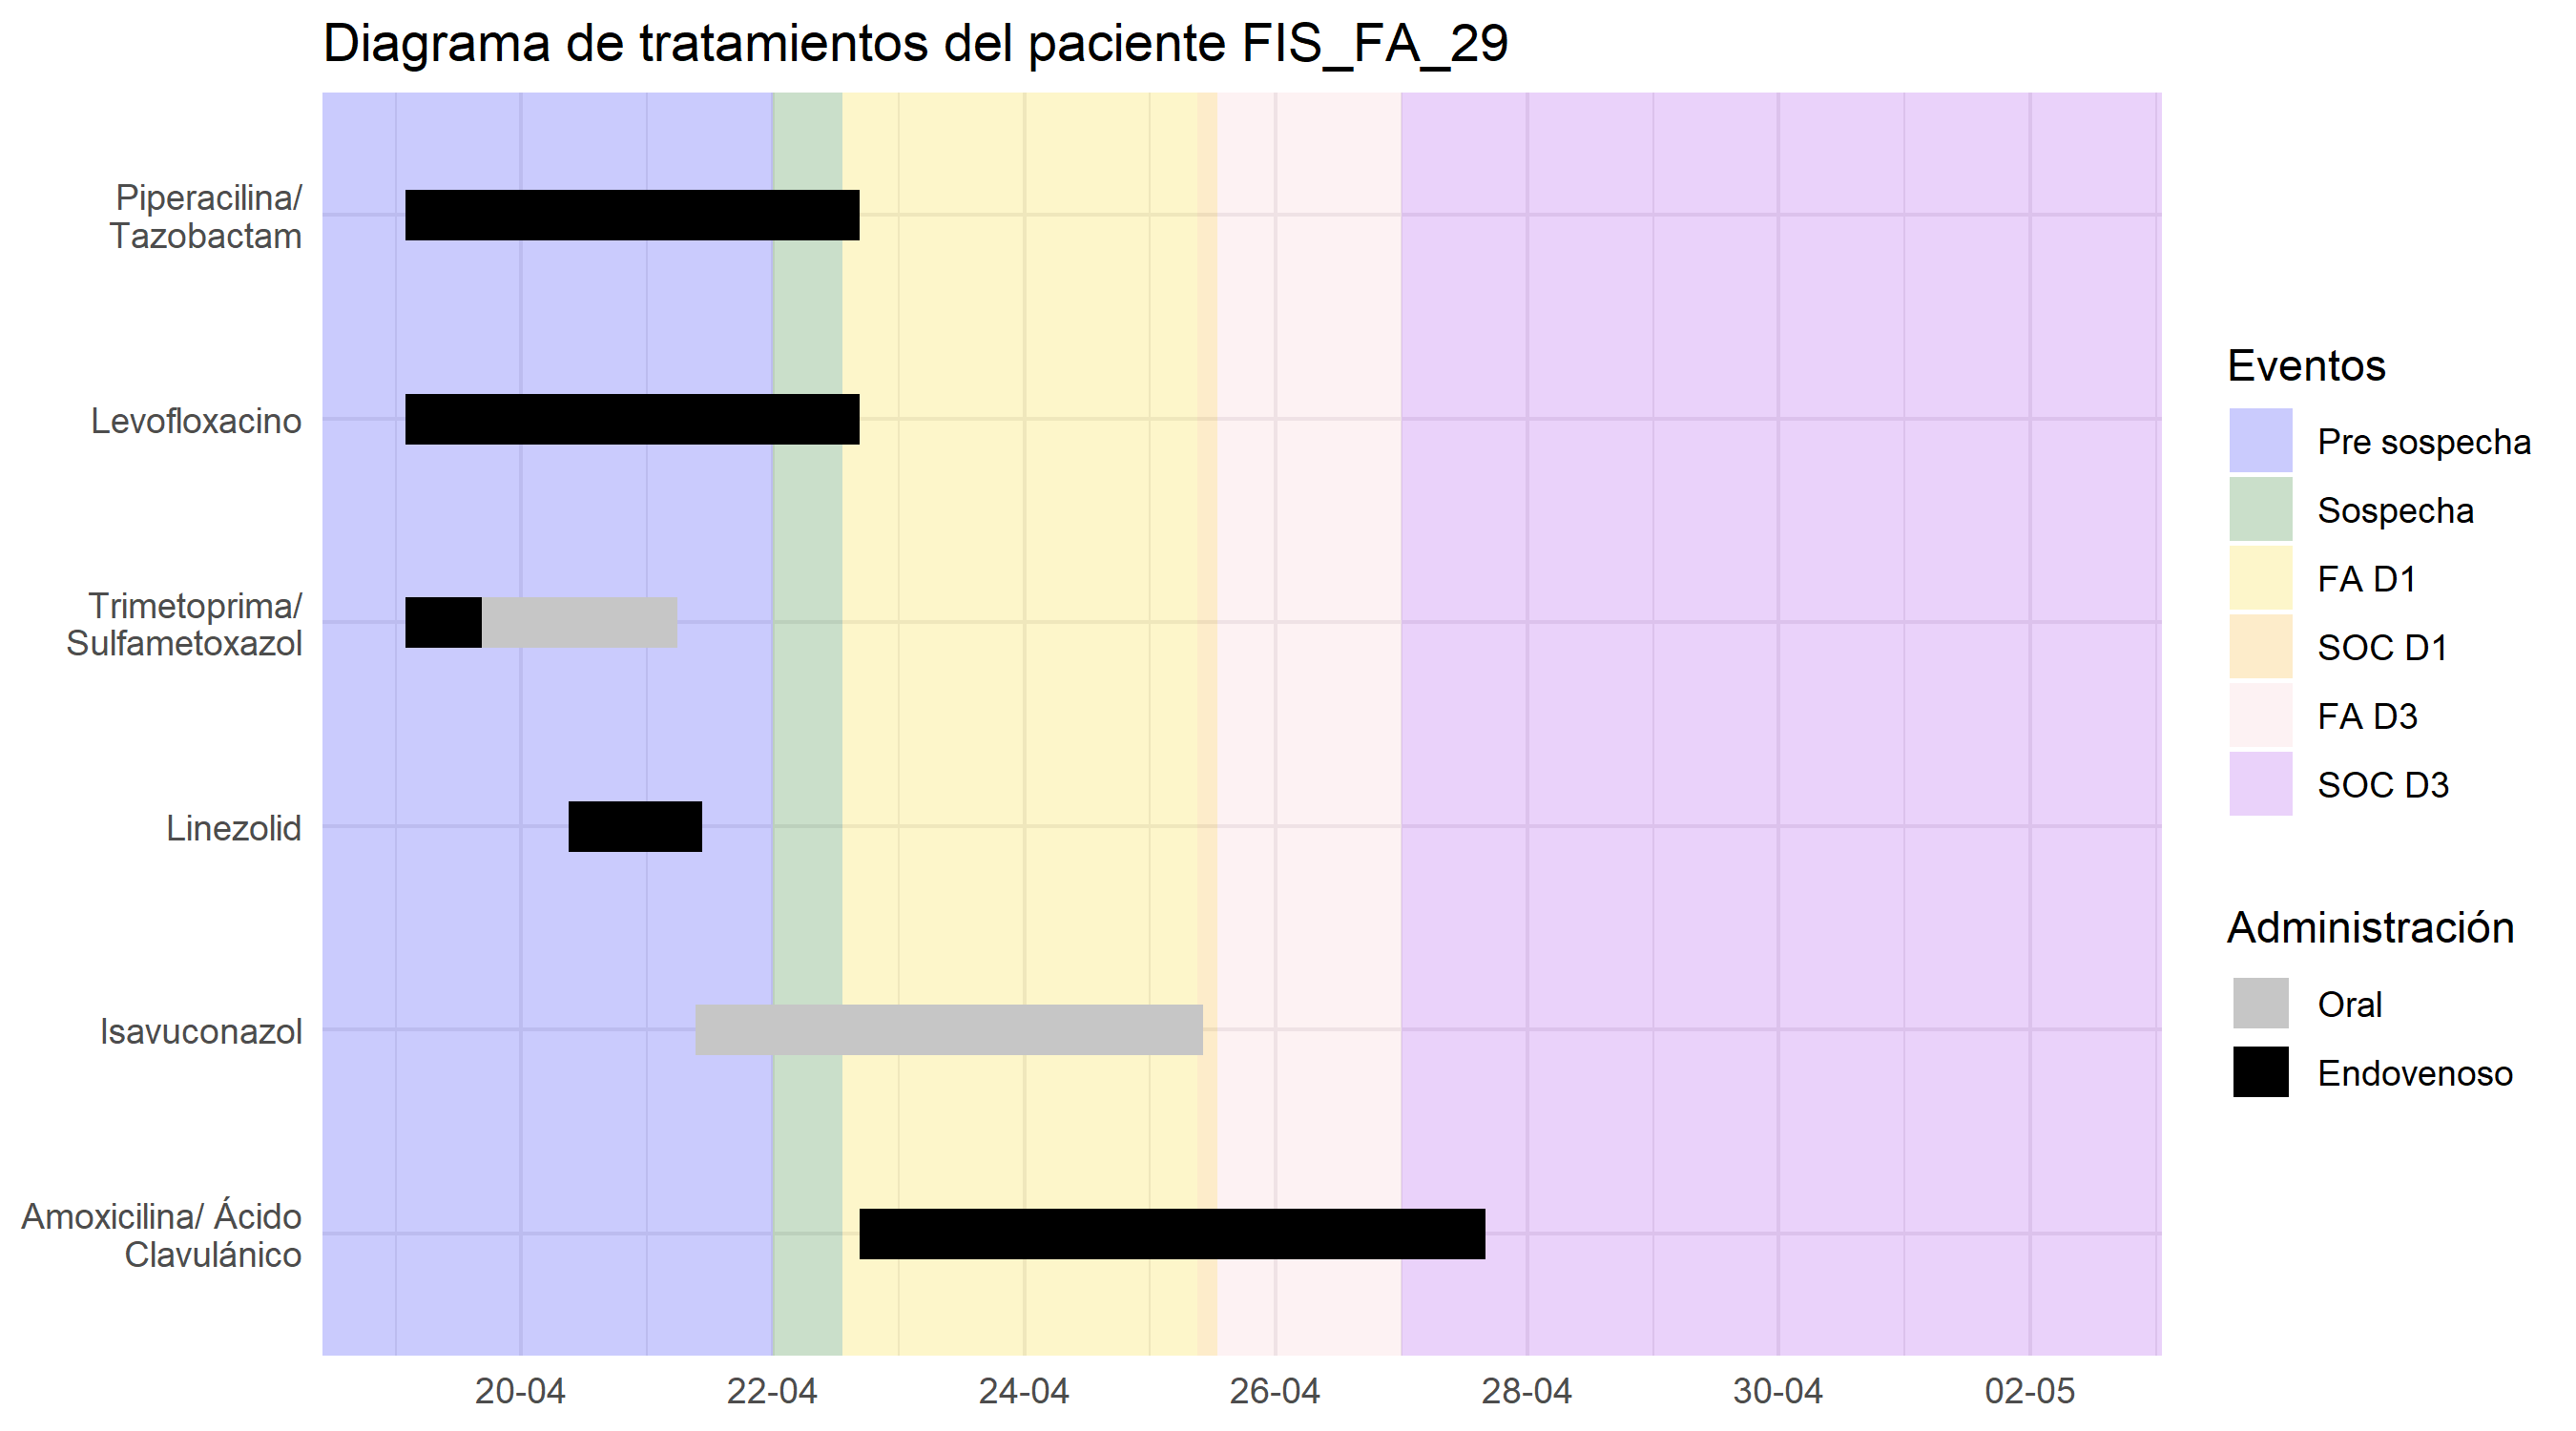 Diagrama de tratamientos del paciente FIS_FA_29
Piperacilina/
Tazobactam
Levofloxacino
Trimetoprima/
Sulfametoxazol
Linezolid
Isavuconazol
Amoxicilina/ Ácido
Clavulánico
20-04
22-04
24-04
26-04
28-04
30-04
02-05
Eventos
Pre sospecha
Sospecha
FA D1
SOC D1
FA D3
SOC D3
Administración
Oral
Endovenoso